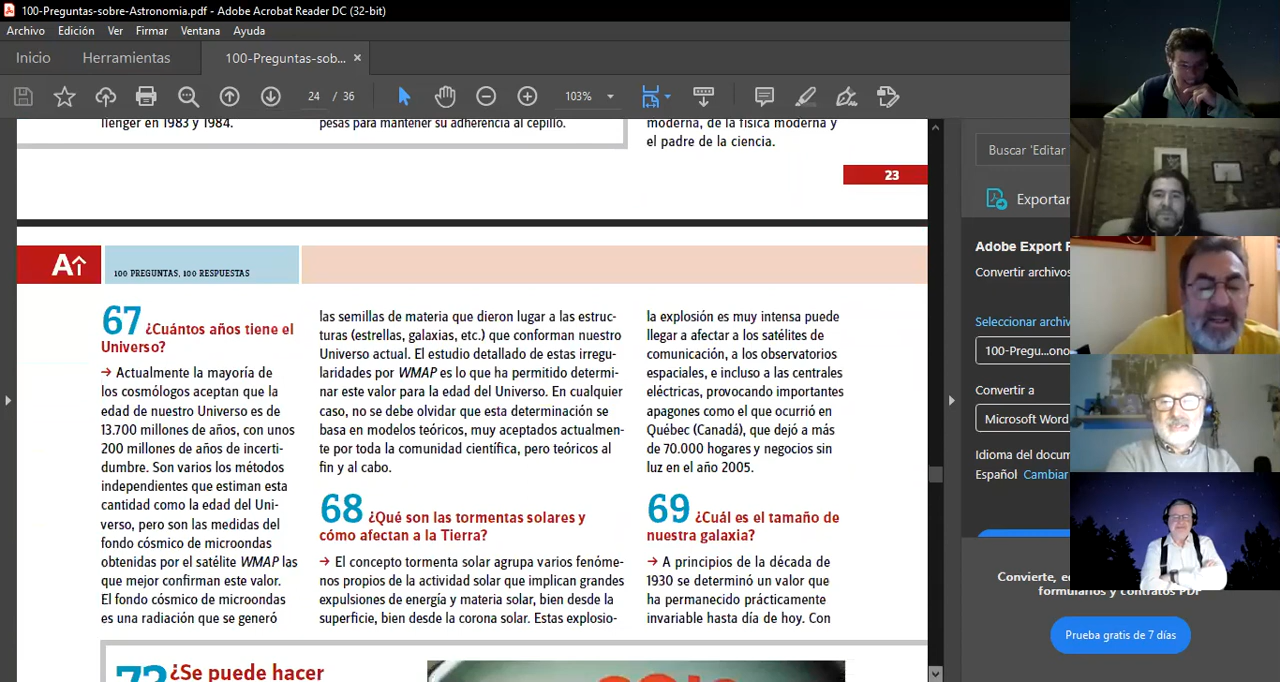 100-Preguntas-sobre-Astronomia.pdf - Adobe Acrobat Reader DC (32-bit)
Archivo Edición Ver Firmar Ventana Ayuda
Inicio Herramientas 100-Preguntas-sob... ×
24 / 36 103%
llenger en 1983 y 1984.
pesas para mantener su adherencia al cepillo.
moderna, de la física moderna y
el padre de la ciencia.
23
A
100 PREGUNTAS, 100 RESPUESTAS
67 ¿Cuántos años tiene el
Universo?
→ Actualmente la mayoría de
los cosmólogos aceptan que la
edad de nuestro Universo es de
13.700 millones de años, con unos
200 millones de años de incerti-
dumbre. Son varios los métodos
independientes que estiman esta
cantidad como la edad del Uni-
verso, pero son las medidas del
fondo cósmico de microondas
obtenidas por el satélite WMAP las
que mejor confirman este valor.
El fondo cósmico de microondas
es una radiación que se generó
las semillas de materia que dieron lugar a las estruc-
turas (estrellas, galaxias, etc.) que conforman nuestro
Universo actual. El estudio detallado de estas irregu-
laridades por WMAP es lo que ha permitido determi-
nar este valor para la edad del Universo. En cualquier
caso, no se debe olvidar que esta determinación se
basa en modelos teóricos, muy aceptados actualmen-
te por toda la comunidad científica, pero teóricos al
fin y al cabo.
68 ¿Qué son las tormentas solares y
cómo afectan a la Tierra?
→ El concepto tormenta solar agrupa varios fenóme-
nos propios de la actividad solar que implican grandes
expulsiones de energía y materia solar, bien desde la
superficie, bien desde la corona solar. Estas explosio-
la explosión es muy intensa puede
llegar a afectar a los satélites de
comunicación, a los observatorios
espaciales, e incluso a las centrales
eléctricas, provocando importantes
apagones como el que ocurrió en
Québec (Canadá), que dejó a más
de 70.000 hogares y negocios sin
luz en el año 2005.
69 ¿Cuál es el tamaño de
nuestra galaxia?
→ A principios de la década de
1930 se determinó un valor que
ha permanecido prácticamente
invariable hasta día de hoy. Con
¿Se puede hacer
Buscar 'Editar
Exportar
Adobe Export
Convertir archivos
Seleccionar archi
100-Pregu...ono
Convertir a
Microsoft Word
Idioma del docum
Español Cambiar
Convierte, e
formularios y contratos PDF
Prueba gratis de 7 días